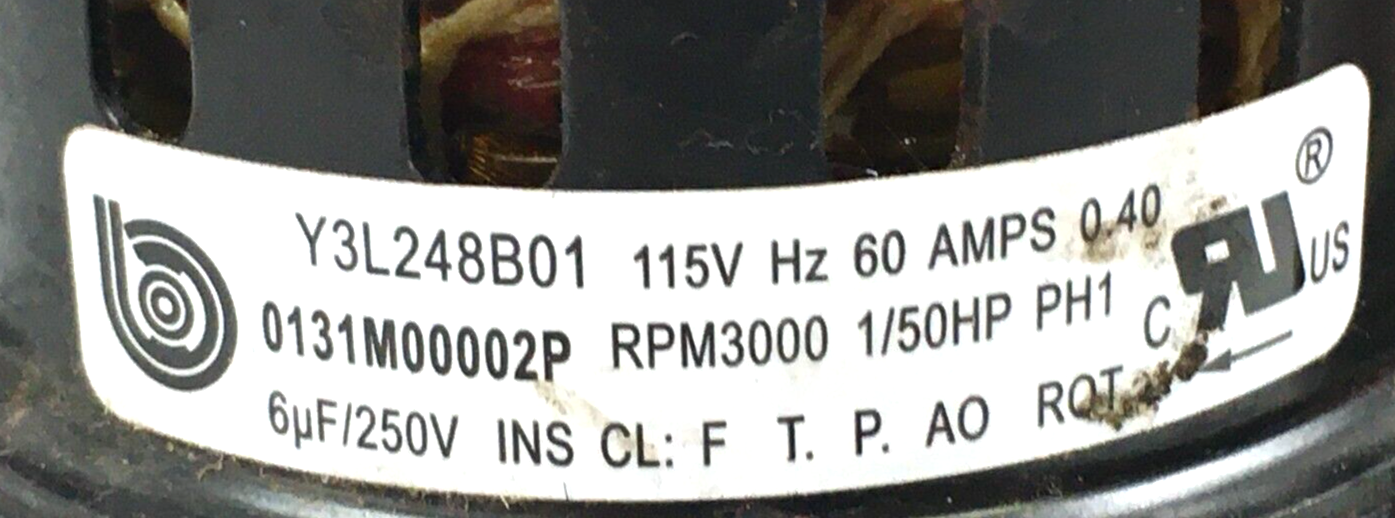 Y3L248B01 115V Hz 60 AMPS 0.40
0131M00002P RPM3000 1/50HP PH1
6µF/250V INS CL: F T. P. AO ROT
C RU US ®